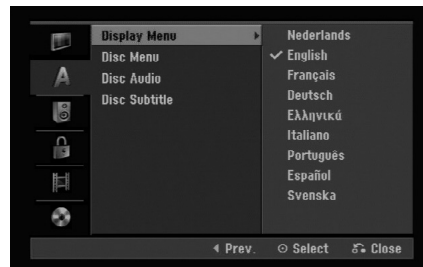 Display Menu
Disc Menu
Disc Audio
Disc Subtitle
Nederlands
✓ English
Français
Deutsch
Ελληνικά
Italiano
Português
Español
Svenska
A
Prev.
Select
Close